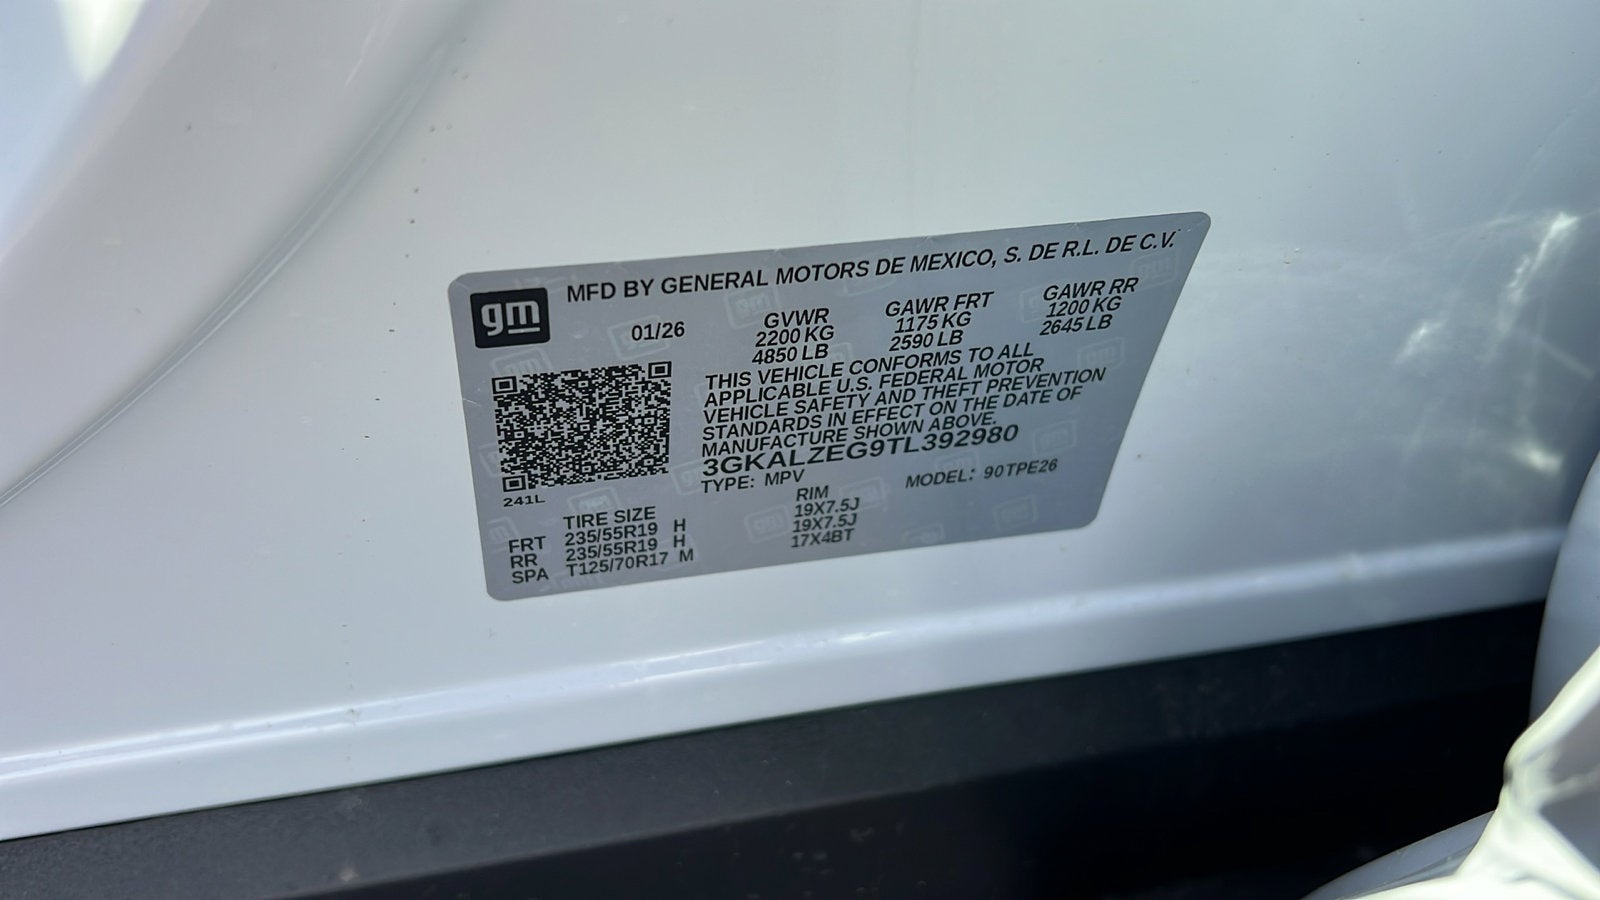 MFD BY GENERAL MOTORS DE MEXICO, S. DE R.L. DE C.V.
gm
01/26
GVWR
2200 KG
4850 LB
GAWR FRT
1175 KG
2590 LB
GAWR RR
1200 KG
2645 LB
THIS VEHICLE CONFORMS TO ALL
APPLICABLE U.S. FEDERAL MOTOR
VEHICLE SAFETY AND THEFT PREVENTION
STANDARDS IN EFFECT ON THE DATE OF
MANUFACTURE SHOWN ABOVE.
3GKALZEG9TL392980
TYPE: MPV
MODEL: 90TPE26
241L
TIRE SIZE RIM
FRT 235/55R19 H 19X7.5J
RR 235/55R19 H 19X7.5J
SPA T125/70R17 M 17X4BT